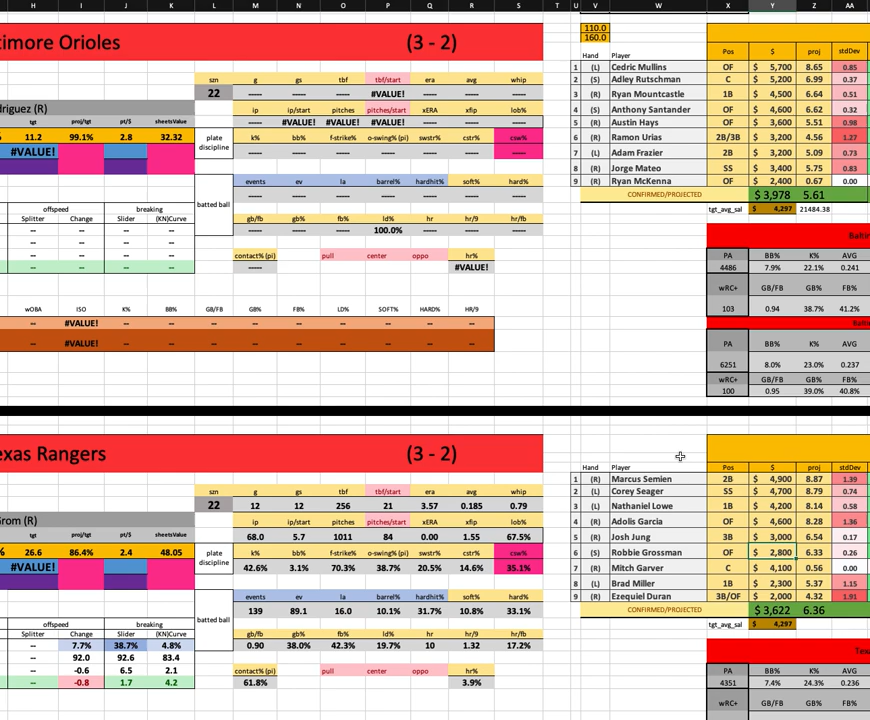 H I J K L M N O P Q R S T U V W X Y Z AA
timore Orioles (3 - 2)
110.0
160.0
Hand Player Pos $ proj stdDev
szn g gs tbf tbf/start era avg whip
22 ----- ----- ----- #VALUE! ----- ----- -----
ip ip/start pitches pitches/start xERA xfip lob%
----- #VALUE! #VALUE! #VALUE! ----- ----- -----
plate discipline
k% bb% f-strike% o-swing% (pi) swstr% cstr% csw%
----- ----- ----- ----- ----- ----- -----
driguez (R)
tgt proj/tgt pt/$ sheetsValue
% 11.2 99.1% 2.8 32.32
#VALUE!
batted ball
events ev la barrel% hardhit% soft% hard%
----- ----- ----- ----- ----- ----- -----
gb/fb gb% fb% ld% hr hr/9 hr/fb
----- ----- ----- 100.0% ----- ----- -----
contact% (pi) pull center oppo hr%
----- #VALUE!
offspeed breaking
Splitter Change Slider (KN)Curve
-- -- -- --
-- -- -- --
-- -- -- --
-- -- -- --
wOBA ISO K% BB% GB/FB GB% FB% LD% SOFT% HARD% HR/9
-- #VALUE! -- -- -- -- -- -- -- -- --
-- #VALUE! -- -- -- -- -- -- -- -- --
1 (L) Cedric Mullins OF $ 5,700 8.65 0.85
2 (S) Adley Rutschman C $ 5,200 6.99 0.37
3 (R) Ryan Mountcastle 1B $ 4,500 6.64 0.51
4 (S) Anthony Santander OF $ 4,600 6.62 0.32
5 (R) Austin Hays OF $ 3,600 5.51 0.98
6 (R) Ramon Urias 2B/3B $ 3,200 4.56 1.27
7 (L) Adam Frazier 2B $ 3,200 5.09 0.73
8 (R) Jorge Mateo SS $ 3,400 5.75 0.83
9 (R) Ryan McKenna OF $ 2,400 0.67 0.00
CONFIRMED/PROJECTED $ 3,978 5.61
tgt_avg_sal $ 4,297 21484.38
Balti
PA BB% K% AVG
4486 7.9% 22.1% 0.241
wRC+ GB/FB GB% FB%
103 0.94 38.7% 41.2%
Balti
PA BB% K% AVG
6251 8.0% 23.0% 0.237
wRC+ GB/FB GB% FB%
100 0.95 39.0% 40.8%
exas Rangers (3 - 2)
Hand Player Pos $ proj stdDev
szn g gs tbf tbf/start era avg whip
22 12 12 256 21 3.57 0.185 0.79
ip ip/start pitches pitches/start xERA xfip lob%
68.0 5.7 1011 84 0.00 1.55 67.5%
plate discipline
k% bb% f-strike% o-swing% (pi) swstr% cstr% csw%
42.6% 3.1% 70.3% 38.7% 20.5% 14.6% 35.1%
Grom (R)
tgt proj/tgt pt/$ sheetsValue
% 26.6 86.4% 2.4 48.05
#VALUE!
batted ball
events ev la barrel% hardhit% soft% hard%
139 89.1 16.0 10.1% 31.7% 10.8% 33.1%
gb/fb gb% fb% ld% hr hr/9 hr/fb
0.90 38.0% 42.3% 19.7% 10 1.32 17.2%
contact% (pi) pull center oppo hr%
61.8% 3.9%
offspeed breaking
Splitter Change Slider (KN)Curve
-- 7.7% 38.7% 4.8%
-- 92.0 92.6 83.4
-- -0.6 6.5 2.1
-- -0.8 1.7 4.2
1 (R) Marcus Semien 2B $ 4,900 8.87 1.39
2 (L) Corey Seager SS $ 4,700 8.79 0.74
3 (L) Nathaniel Lowe 1B $ 4,200 8.14 0.58
4 (R) Adolis Garcia OF $ 4,600 8.28 1.36
5 (R) Josh Jung 3B $ 3,000 6.54 0.17
6 (S) Robbie Grossman OF $ 2,800 6.33 0.26
7 (R) Mitch Garver C $ 4,100 0.56 0.00
8 (L) Brad Miller 1B $ 2,300 5.37 1.15
9 (R) Ezequiel Duran 3B/OF $ 2,000 4.32 1.91
CONFIRMED/PROJECTED $ 3,622 6.36
tgt_avg_sal $ 4,297
Tex
PA BB% K% AVG
4351 7.4% 24.3% 0.236
wRC+ GB/FB GB% FB%